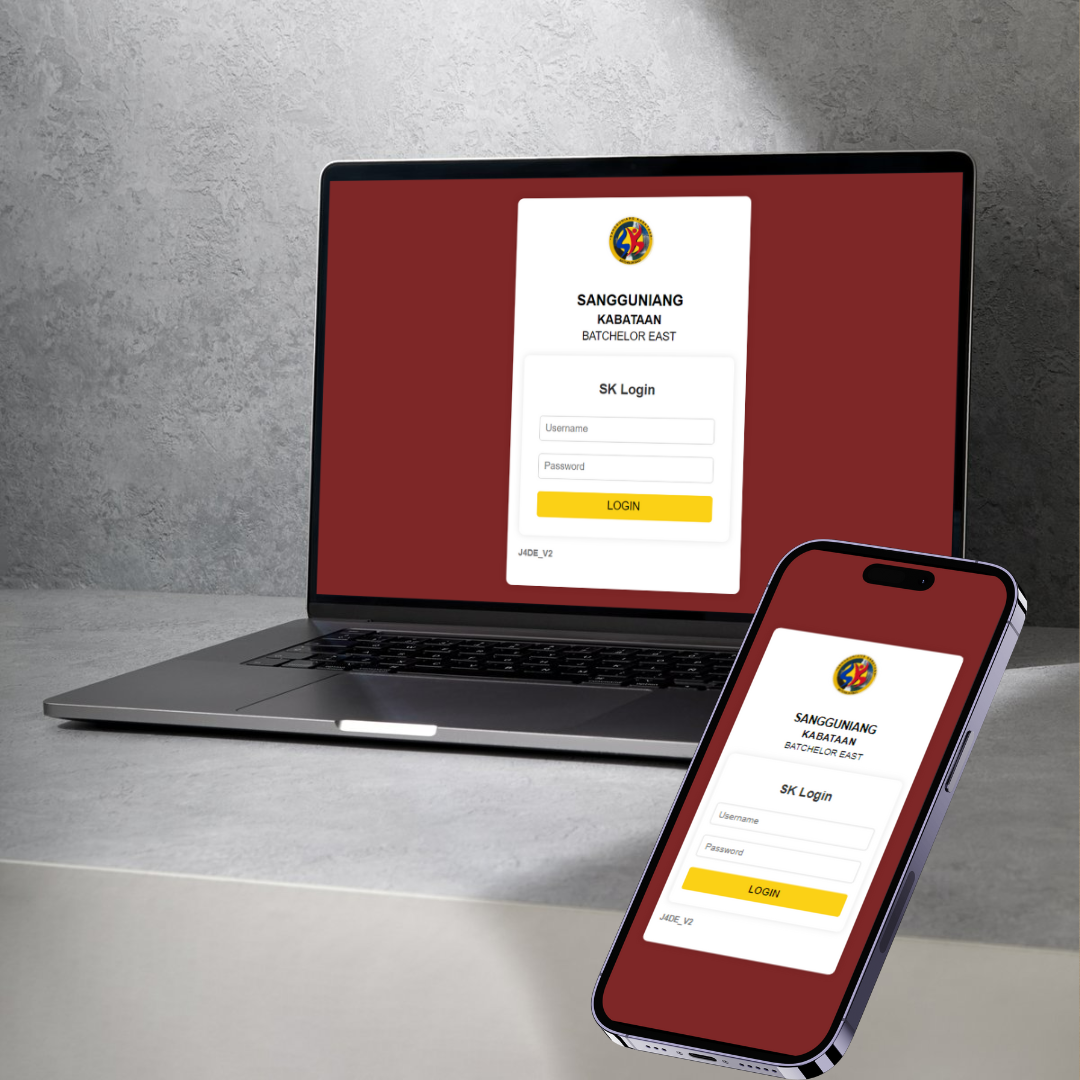 SANGGUNIANG
KABATAAN
BATCHELOR EAST
SK Login
Username
Password
LOGIN
J4DE_V2
SANGGUNIANG
KABATAAN
BATCHELOR EAST
SK Login
Username
Password
LOGIN
J4DE_V2